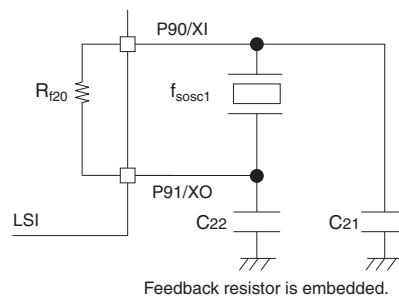 P90/XI
Rf20
fsosc1
P91/XO
LSI
C22
C21
Feedback resistor is embedded.